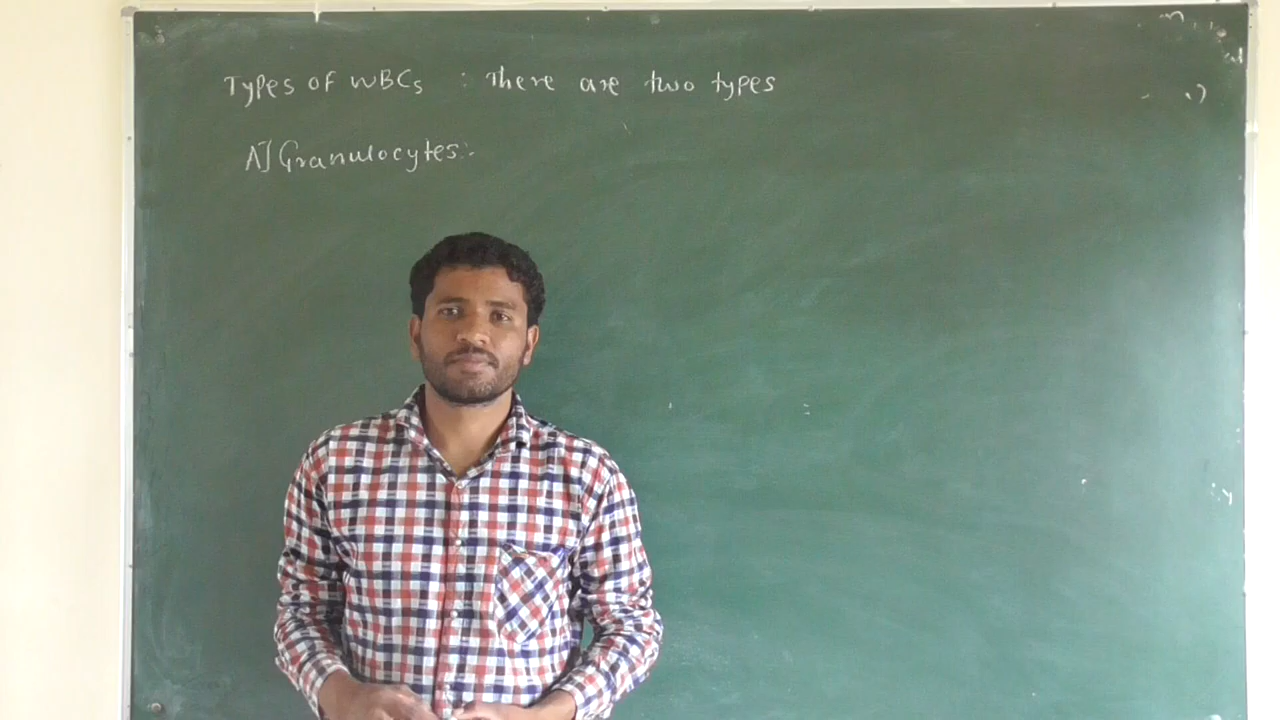 Types of WBCs : There are two types
A] Granulocytes:-